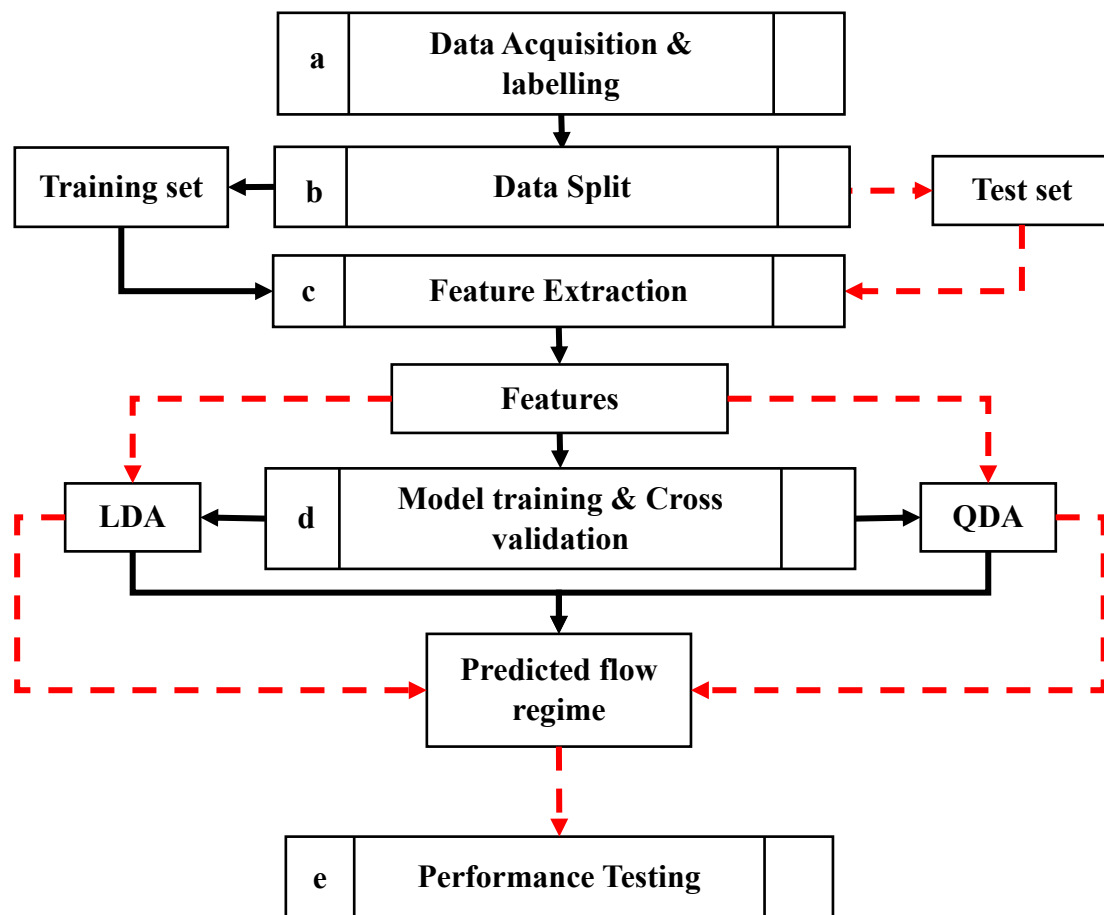 a
Data Acquisition &
labelling
Training set
b
Data Split
Test set
c
Feature Extraction
Features
LDA
d
Model training & Cross
validation
QDA
Predicted flow
regime
e
Performance Testing